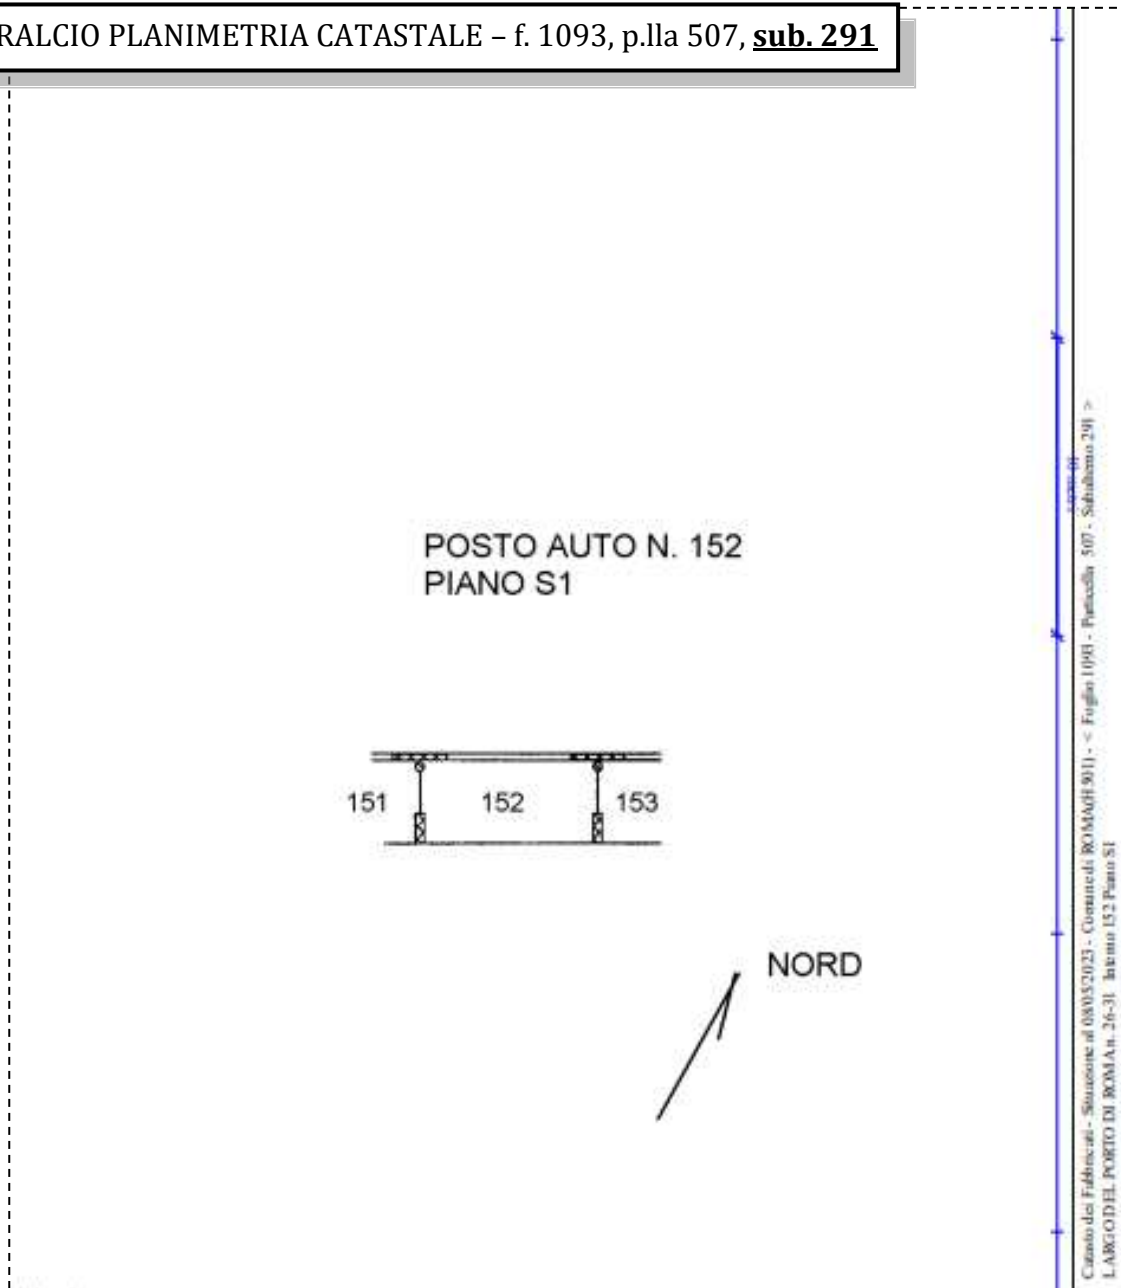 RALCIO PLANIMETRIA CATASTALE – f. 1093, p.lla 507, sub. 291
POSTO AUTO N. 152
PIANO S1
151 152 153
NORD
Catasto dei Fabbricati - Situazione al 08/05/2023 - Comune di ROMA(H501) - < Foglio 1093 - Particella 507 - Subalterno 291 >
LARGO DEL PORTO DI ROMA n. 26-31 Interno 152 Piano S1